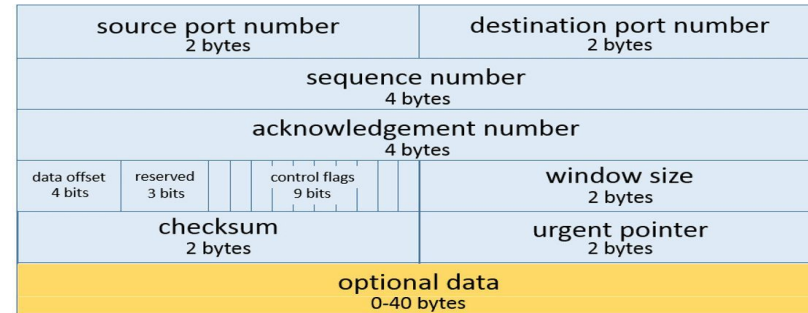 source port number
2 bytes
destination port number
2 bytes
sequence number
4 bytes
acknowledgement number
4 bytes
data offset
4 bits
reserved
3 bits
control flags
9 bits
window size
2 bytes
checksum
2 bytes
urgent pointer
2 bytes
optional data
0-40 bytes